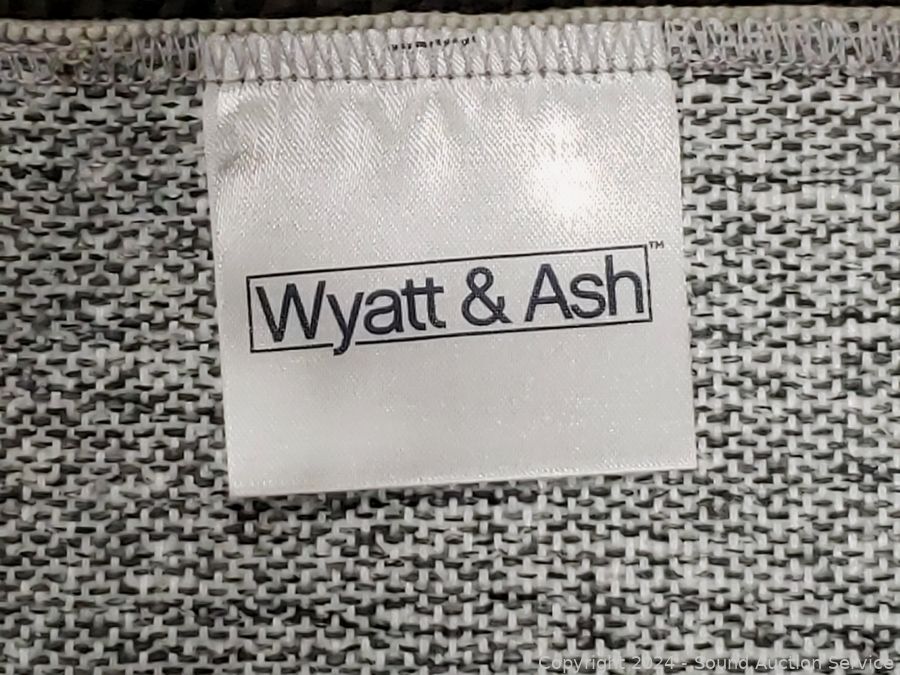 Wyatt & Ash™
Copyright 2024 - Sound Auction Service